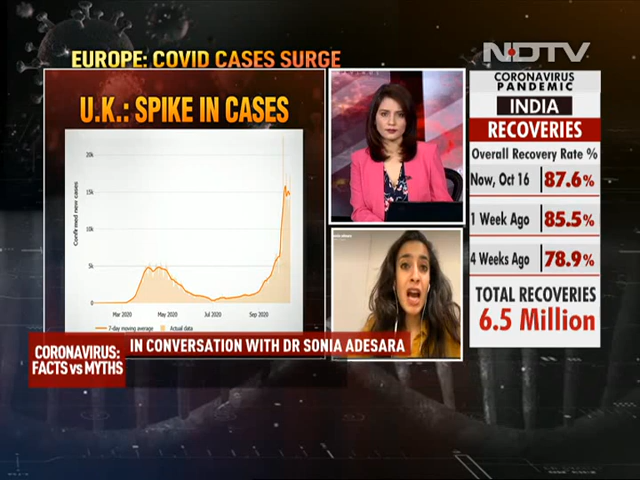 EUROPE: COVID CASES SURGE
NDTV
U.K.: SPIKE IN CASES
Confirmed new cases
20k
15k
10k
5k
0
Mar 2020
May 2020
Jul 2020
Sep 2020
7-day moving average
Actual data
CORONAVIRUS
PANDEMIC
INDIA
RECOVERIES
Overall Recovery Rate %
Now, Oct 16 87.6%
1 Week Ago 85.5%
4 Weeks Ago 78.9%
TOTAL RECOVERIES
6.5 Million
CORONAVIRUS:
FACTS vs MYTHS
IN CONVERSATION WITH DR SONIA ADESARA